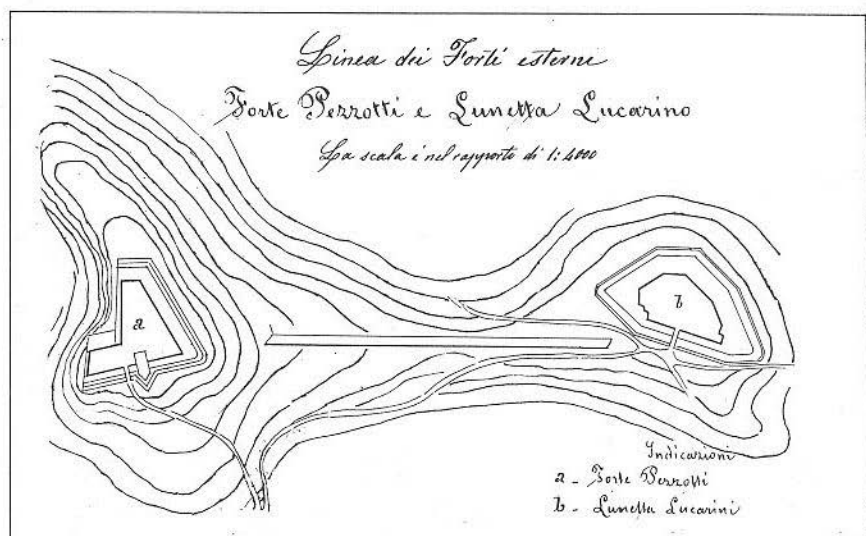 Linea dei Forti esterni
Forte Pezzotti e Lunetta Lucarino
La scala è nel rapporto di 1:4000
a
b
Indicazioni
a - Forte Pezzotti
b - Lunetta Lucarini